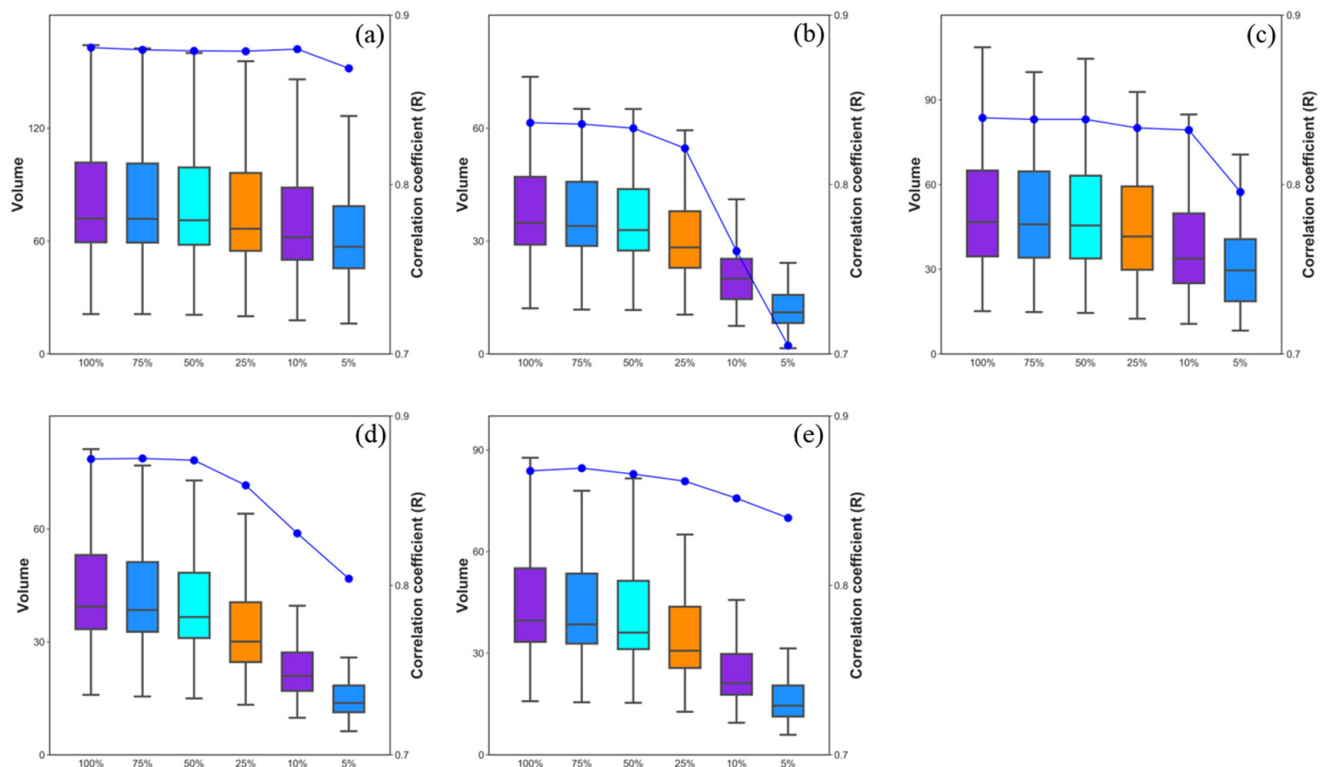 (a)
0.9
120
60
0
Volume
0.8
0.7
Correlation coefficient (R)
100% 75% 50% 25% 10% 5%
(b)
0.9
60
30
0
Volume
0.8
0.7
Correlation coefficient (R)
100% 75% 50% 25% 10% 5%
(c)
0.9
90
60
30
0
Volume
0.8
0.7
Correlation coefficient (R)
100% 75% 50% 25% 10% 5%
(d)
0.9
60
30
0
Volume
0.8
0.7
Correlation coefficient (R)
100% 75% 50% 25% 10% 5%
(e)
0.9
90
60
30
0
Volume
0.8
0.7
Correlation coefficient (R)
100% 75% 50% 25% 10% 5%